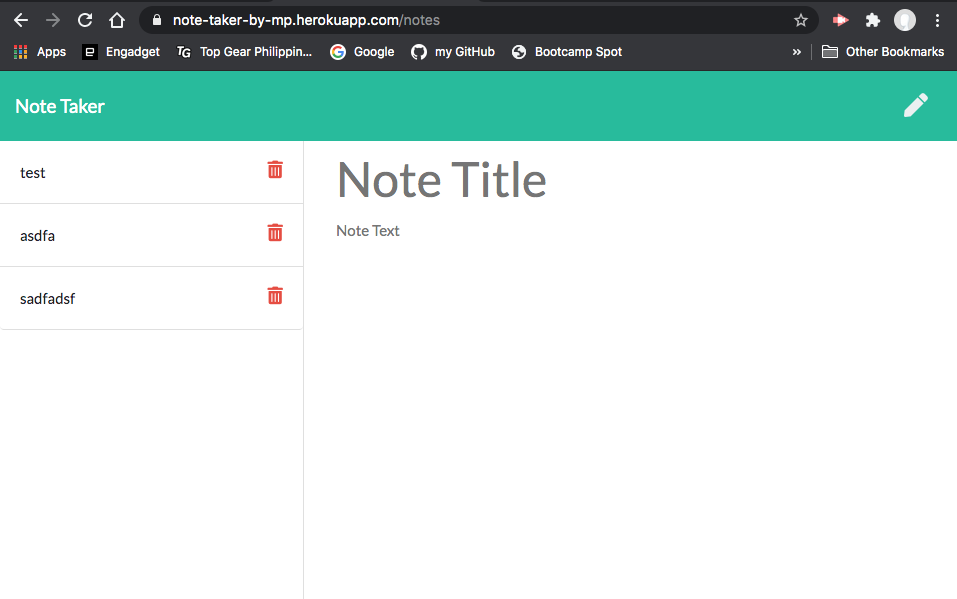 note-taker-by-mp.herokuapp.com/notes
Apps Engadget TG Top Gear Philippin... Google my GitHub Bootcamp Spot » Other Bookmarks
Note Taker
test
asdfa
sadfadsf
Note Title
Note Text